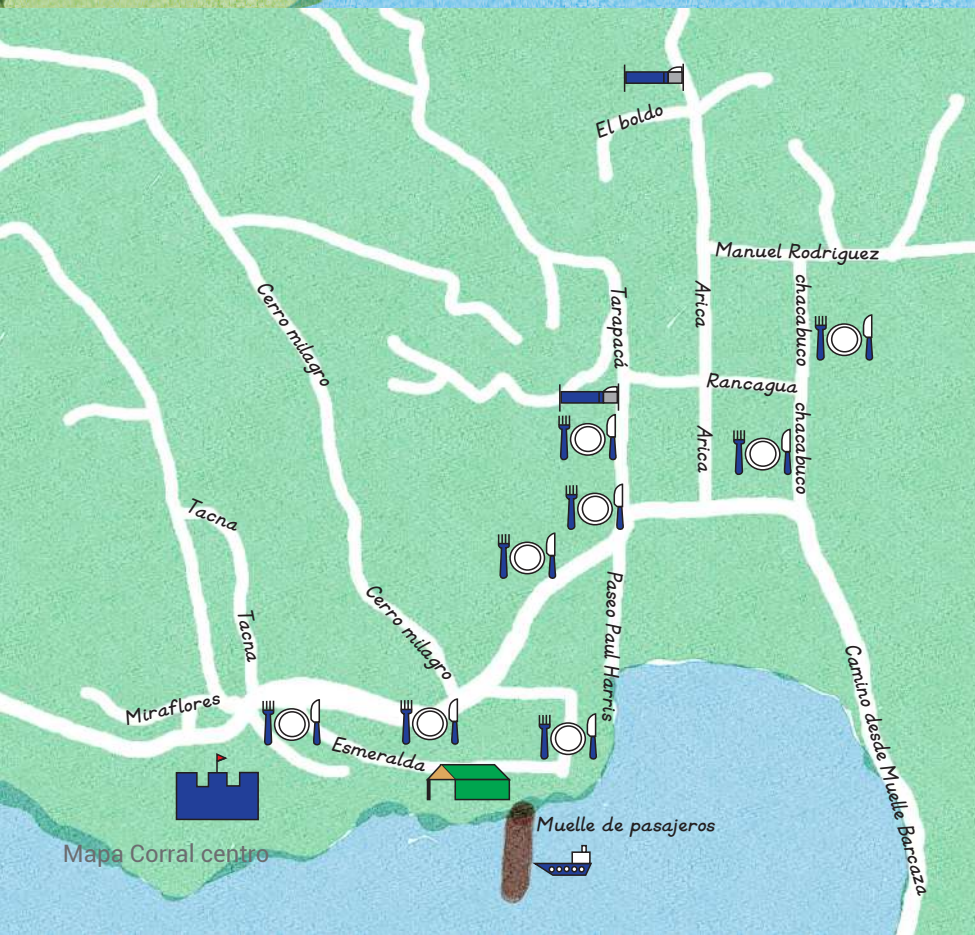 El boldo
Manuel Rodriguez
chacabuco
Arica
Tarapacá
Cerro milagro
Rancagua
chacabuco
Arica
Tacna
Tacna
Cerro milagro
Paseo Paul Harris
Camino desde Muelle Barcaza
Miraflores
Esmeralda
Muelle de pasajeros
Mapa Corral centro